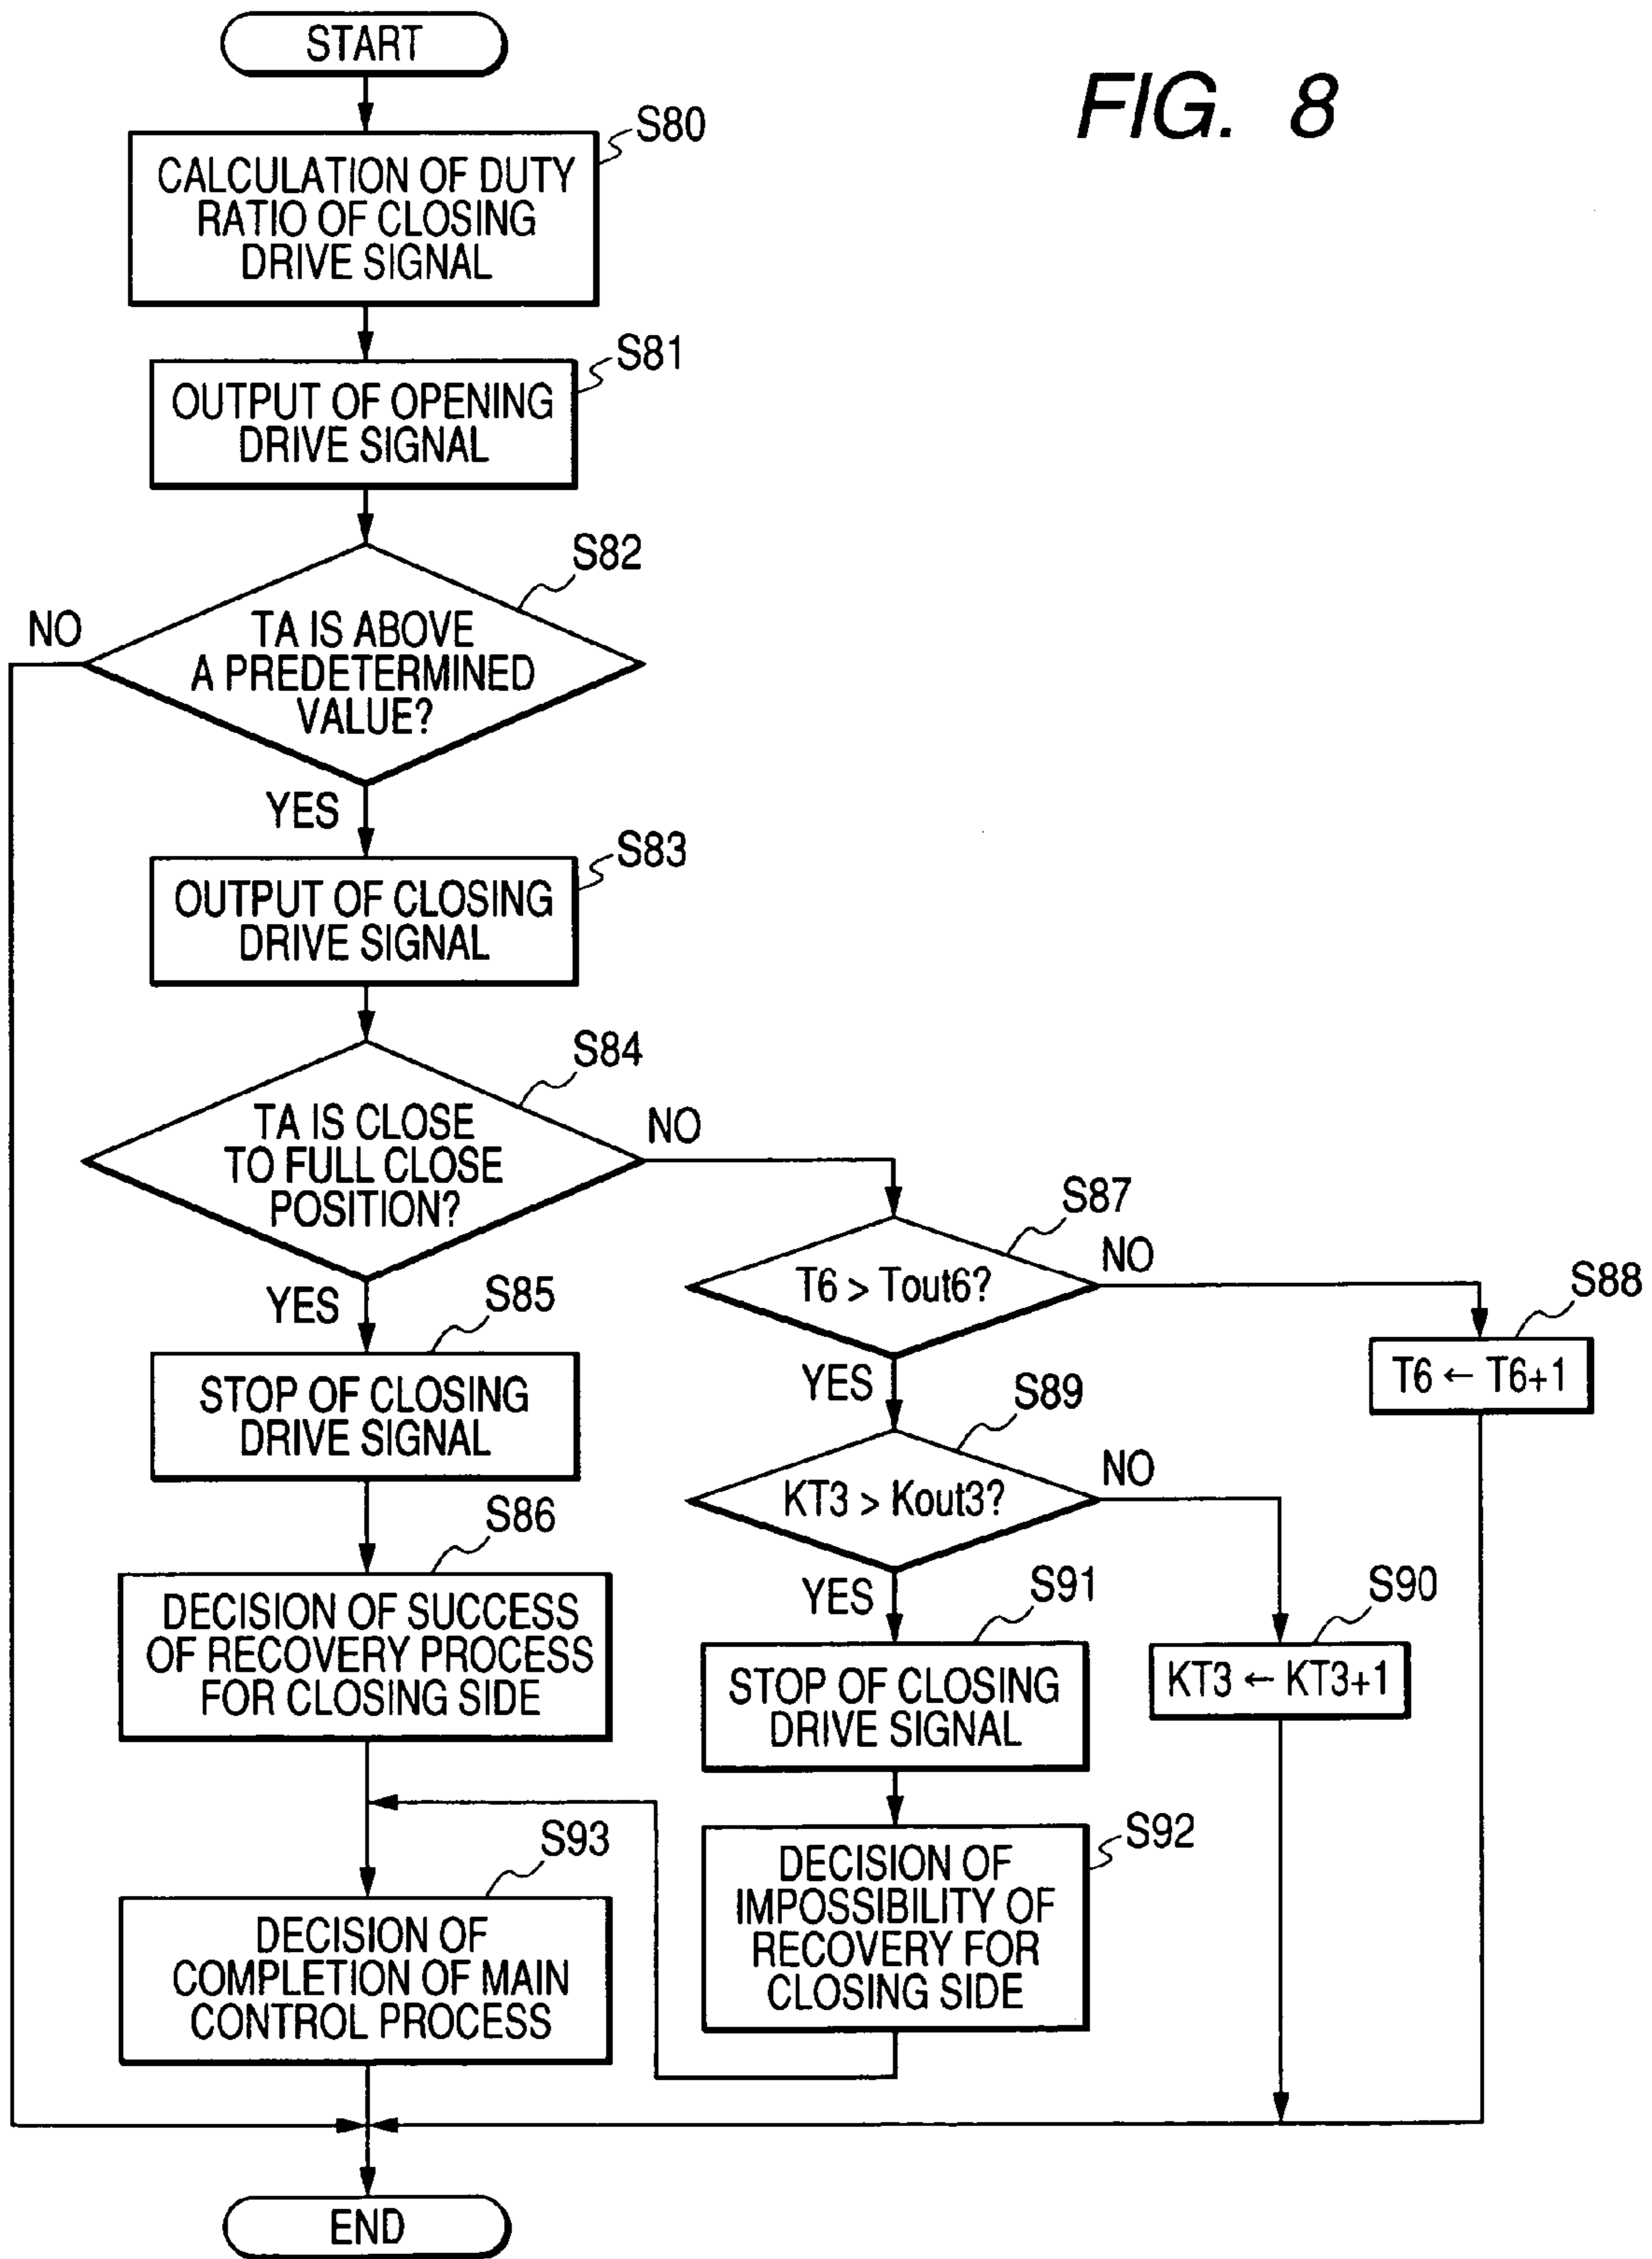 START
FIG. 8
S80
CALCULATION OF DUTY
RATIO OF CLOSING
DRIVE SIGNAL
S81
OUTPUT OF OPENING
DRIVE SIGNAL
S82
NO
TA IS ABOVE
A PREDETERMINED
VALUE?
YES
S83
OUTPUT OF CLOSING
DRIVE SIGNAL
S84
TA IS CLOSE
TO FULL CLOSE
POSITION?
NO
YES
S87
T6 > Tout6?
NO
YES
S88
T6 ← T6+1
S85
STOP OF CLOSING
DRIVE SIGNAL
S89
KT3 > Kout3?
NO
YES
S86
DECISION OF SUCCESS
OF RECOVERY PROCESS
FOR CLOSING SIDE
S91
STOP OF CLOSING
DRIVE SIGNAL
S90
KT3 ← KT3+1
S92
DECISION OF
IMPOSSIBILITY OF
RECOVERY FOR
CLOSING SIDE
S93
DECISION OF
COMPLETION OF MAIN
CONTROL PROCESS
END